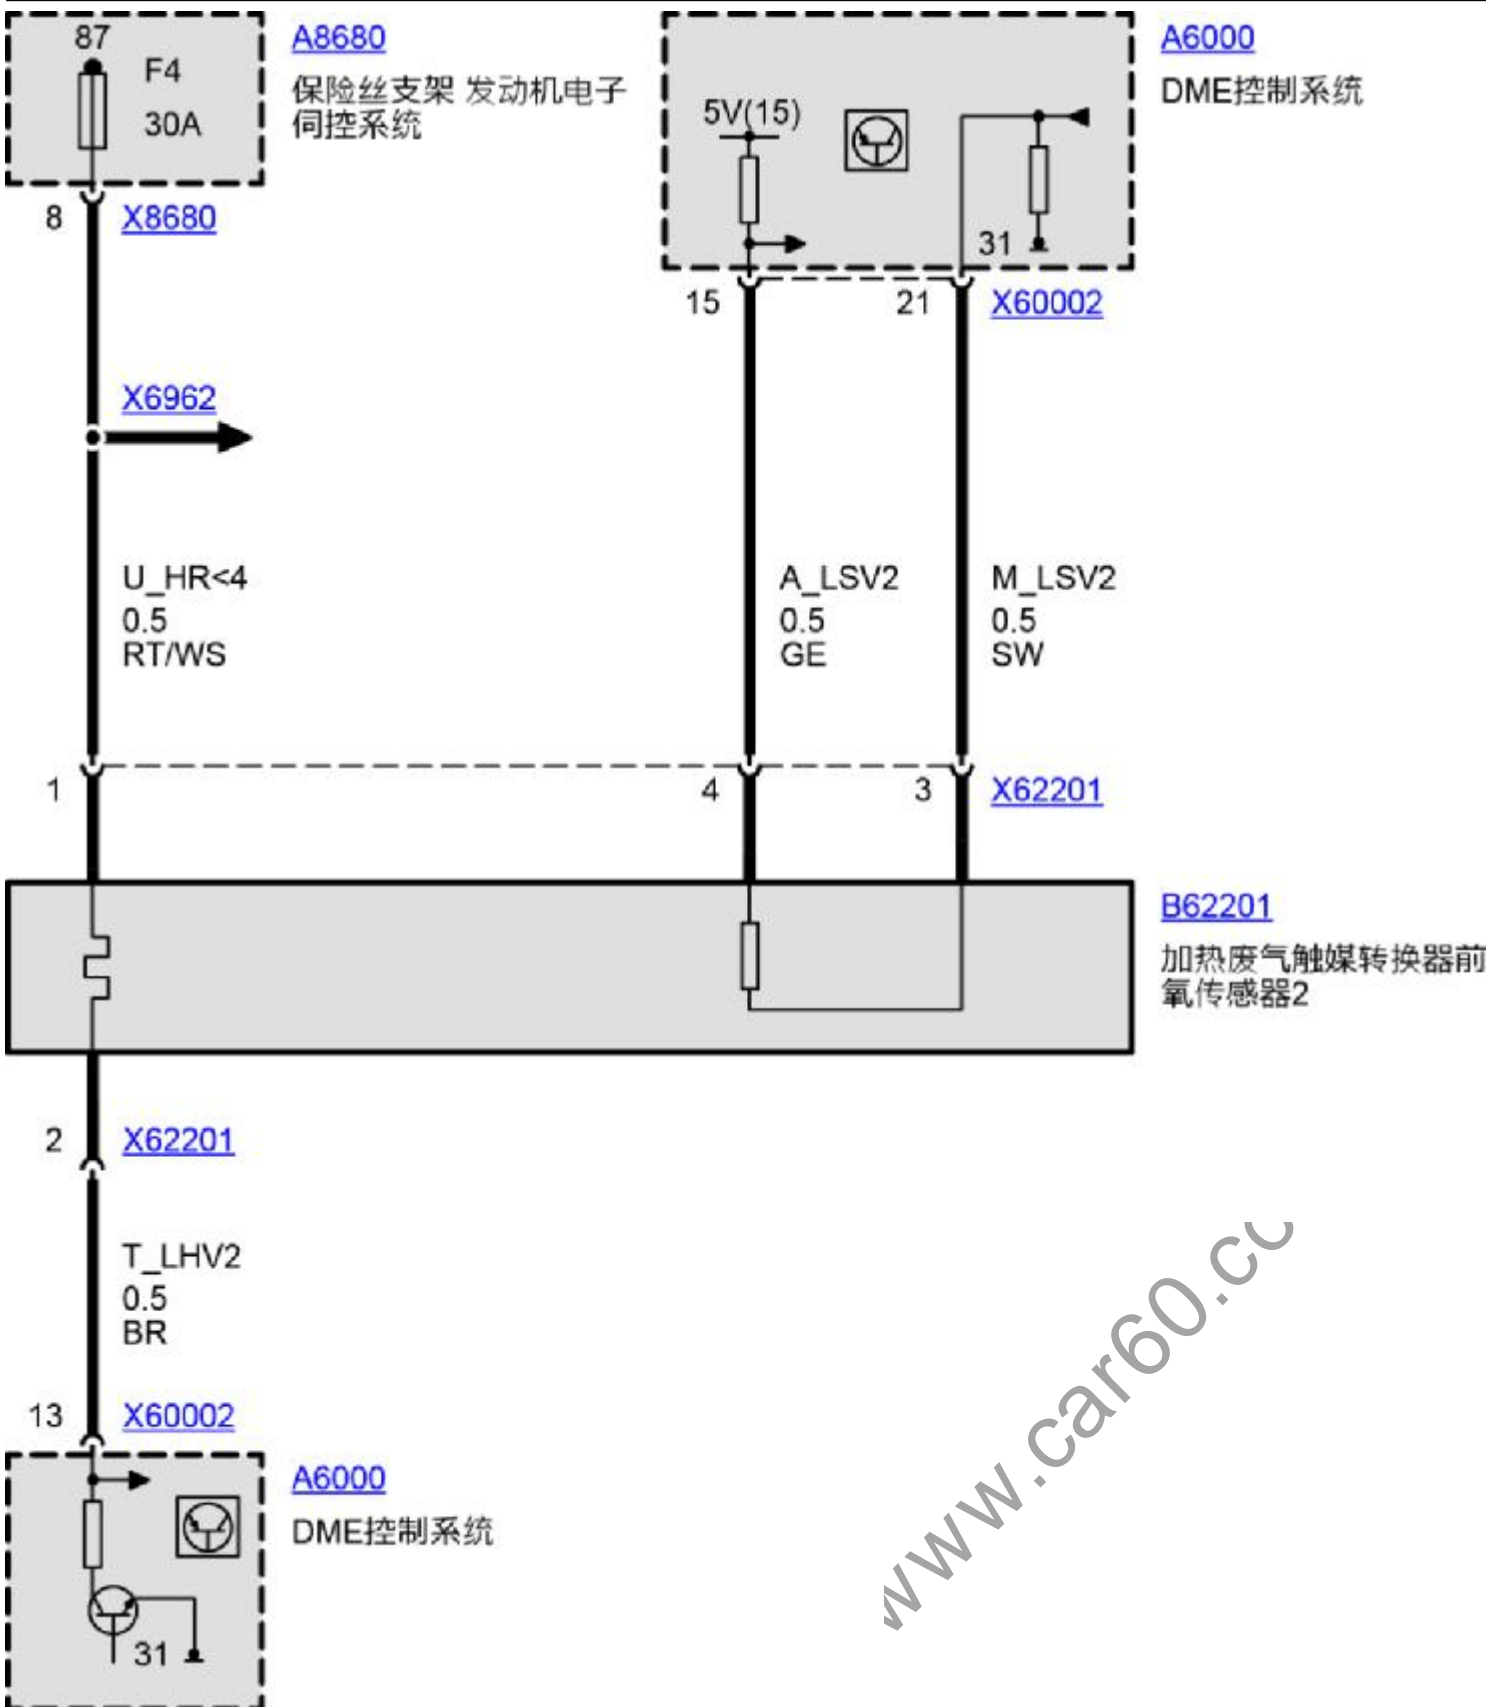 87
F4
30A
A8680
保险丝支架 发动机电子
伺控系统
5V(15)
31
A6000
DME控制系统
8
X8680
15
21
X60002
X6962
U_HR<4
0.5
RT/WS
A_LSV2
0.5
GE
M_LSV2
0.5
SW
1
4
3
X62201
B62201
加热废气触媒转换器前
氧传感器2
2
X62201
T_LHV2
0.5
BR
13
X60002
A6000
DME控制系统
31
www.car60.cc